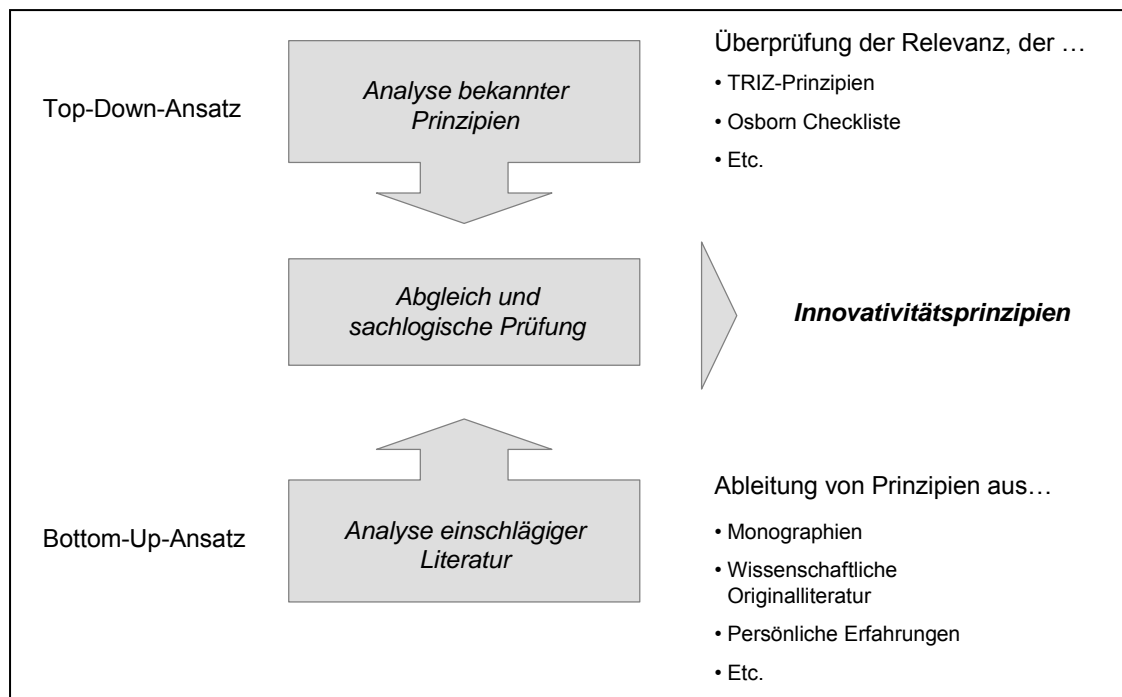 Top-Down-Ansatz
Analyse bekannter
Prinzipien
Überprüfung der Relevanz, der …
• TRIZ-Prinzipien
• Osborn Checkliste
• Etc.
Abgleich und
sachlogische Prüfung
Innovativitätsprinzipien
Bottom-Up-Ansatz
Analyse einschlägiger
Literatur
Ableitung von Prinzipien aus…
• Monographien
• Wissenschaftliche
Originalliteratur
• Persönliche Erfahrungen
• Etc.